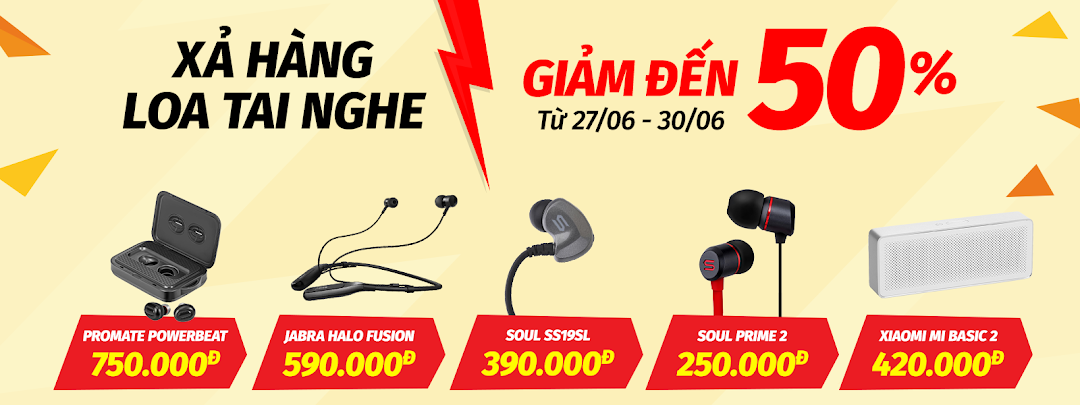 XẢ HÀNG
LOA TAI NGHE
GIẢM ĐẾN 50%
Từ 27/06 - 30/06
PROMATE POWERBEAT
750.000Đ
JABRA HALO FUSION
590.000Đ
SOUL SS19SL
390.000Đ
SOUL PRIME 2
250.000Đ
XIAOMI MI BASIC 2
420.000Đ